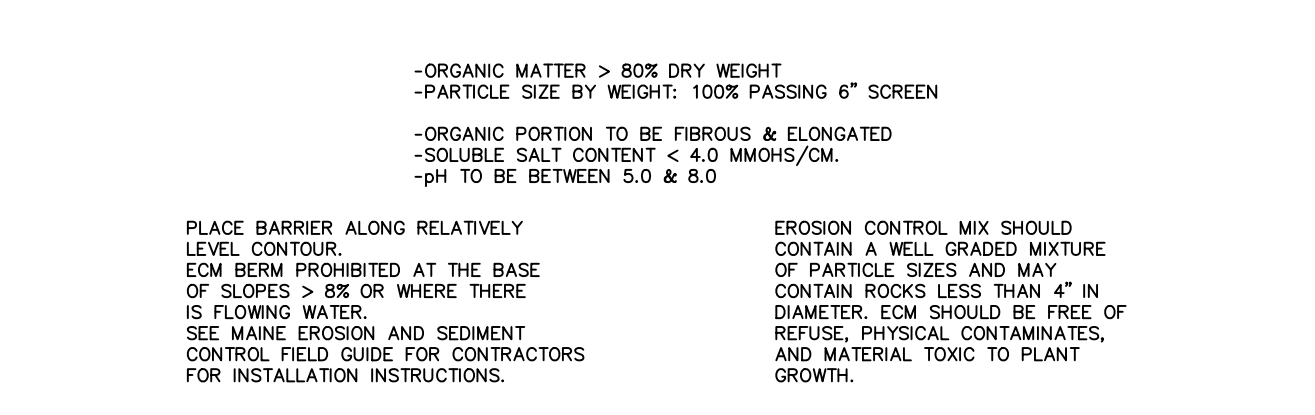 -ORGANIC MATTER > 80% DRY WEIGHT
-PARTICLE SIZE BY WEIGHT: 100% PASSING 6” SCREEN
-ORGANIC PORTION TO BE FIBROUS & ELONGATED
-SOLUBLE SALT CONTENT < 4.0 MMOHS/CM.
-pH TO BE BETWEEN 5.0 & 8.0
PLACE BARRIER ALONG RELATIVELY
LEVEL CONTOUR.
ECM BERM PROHIBITED AT THE BASE
OF SLOPES > 8% OR WHERE THERE
IS FLOWING WATER.
SEE MAINE EROSION AND SEDIMENT
CONTROL FIELD GUIDE FOR CONTRACTORS
FOR INSTALLATION INSTRUCTIONS.
EROSION CONTROL MIX SHOULD
CONTAIN A WELL GRADED MIXTURE
OF PARTICLE SIZES AND MAY
CONTAIN ROCKS LESS THAN 4” IN
DIAMETER. ECM SHOULD BE FREE OF
REFUSE, PHYSICAL CONTAMINATES,
AND MATERIAL TOXIC TO PLANT
GROWTH.